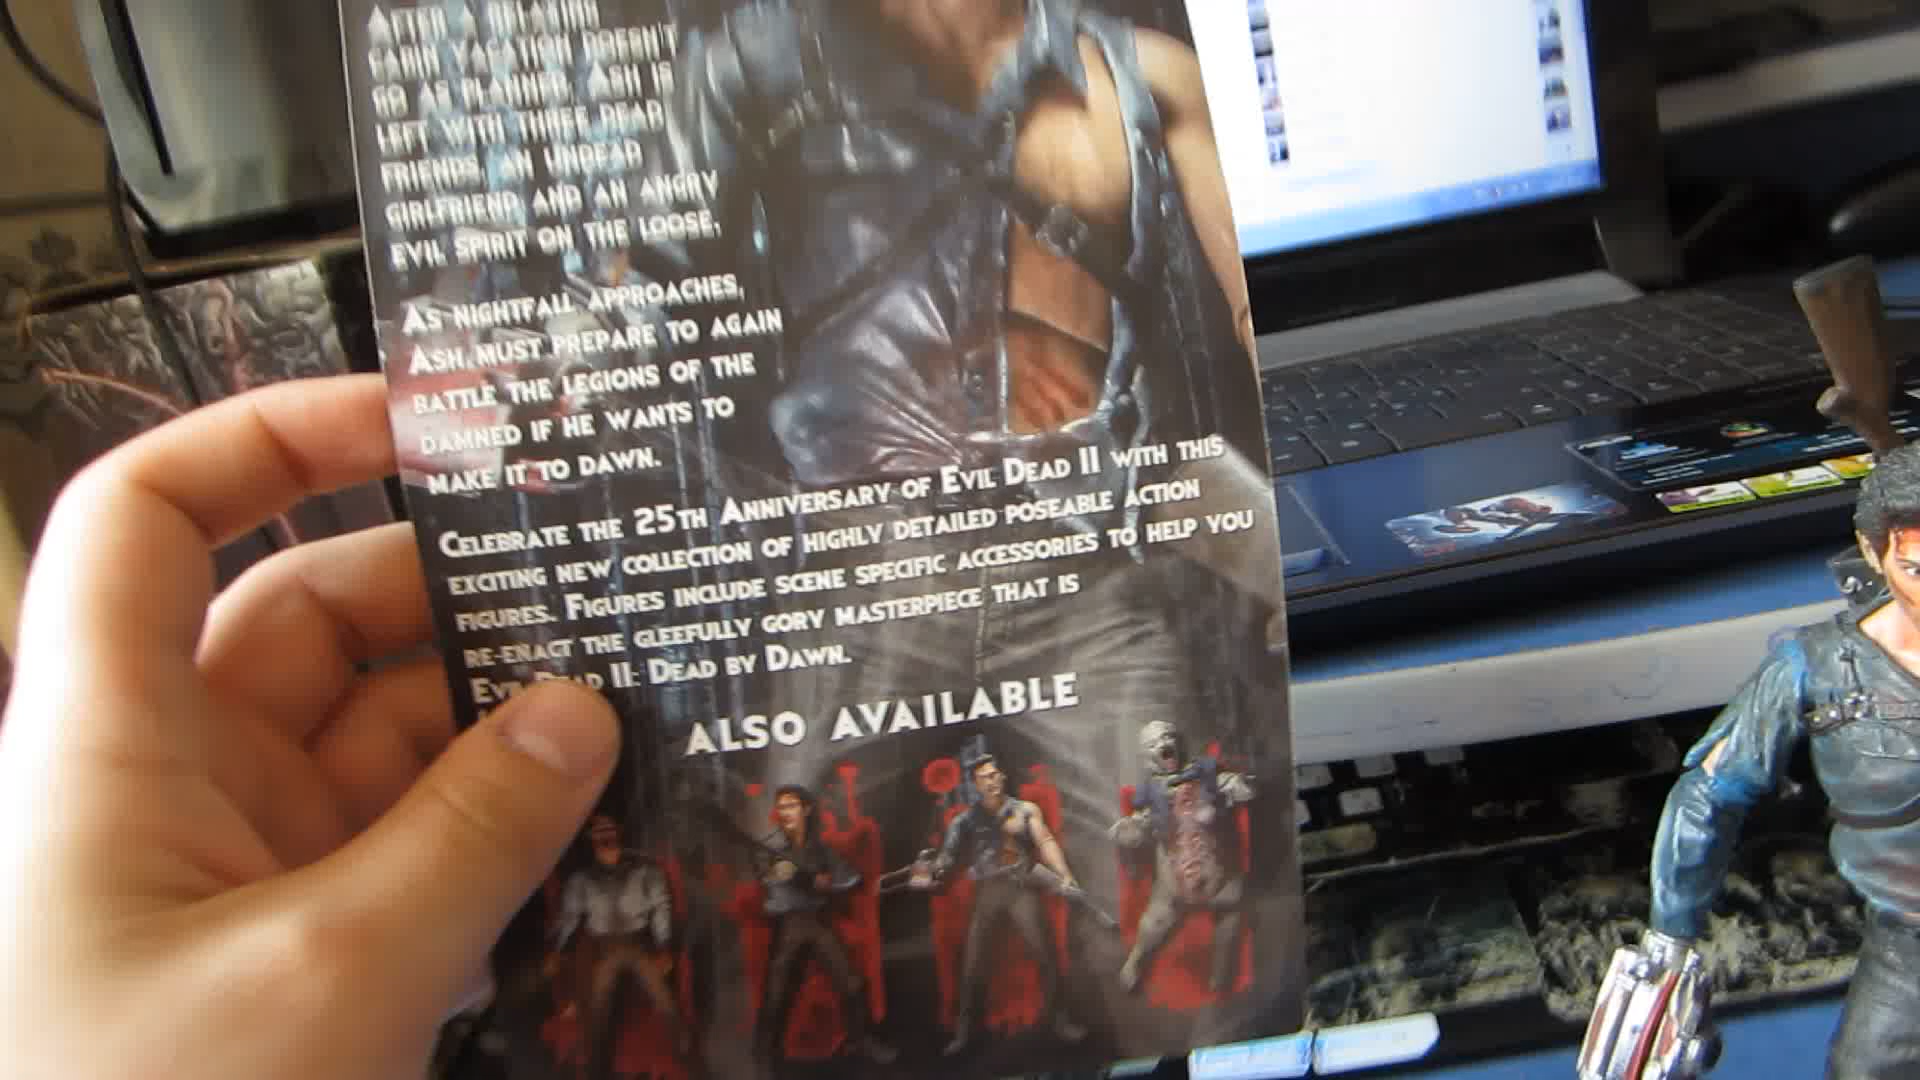 After a relaxing
cabin vacation doesn't
go as planned, Ash is
left with three dead
friends, an undead
girlfriend and an angry
evil spirit on the loose.
As nightfall approaches,
Ash must prepare to again
battle the legions of the
damned if he wants to
make it to dawn.
Celebrate the 25th Anniversary of Evil Dead II with this
exciting new collection of highly detailed poseable action
figures. Figures include scene specific accessories to help you
re-enact the gleefully gory masterpiece that is
Evil Dead II: Dead by Dawn.
ALSO AVAILABLE